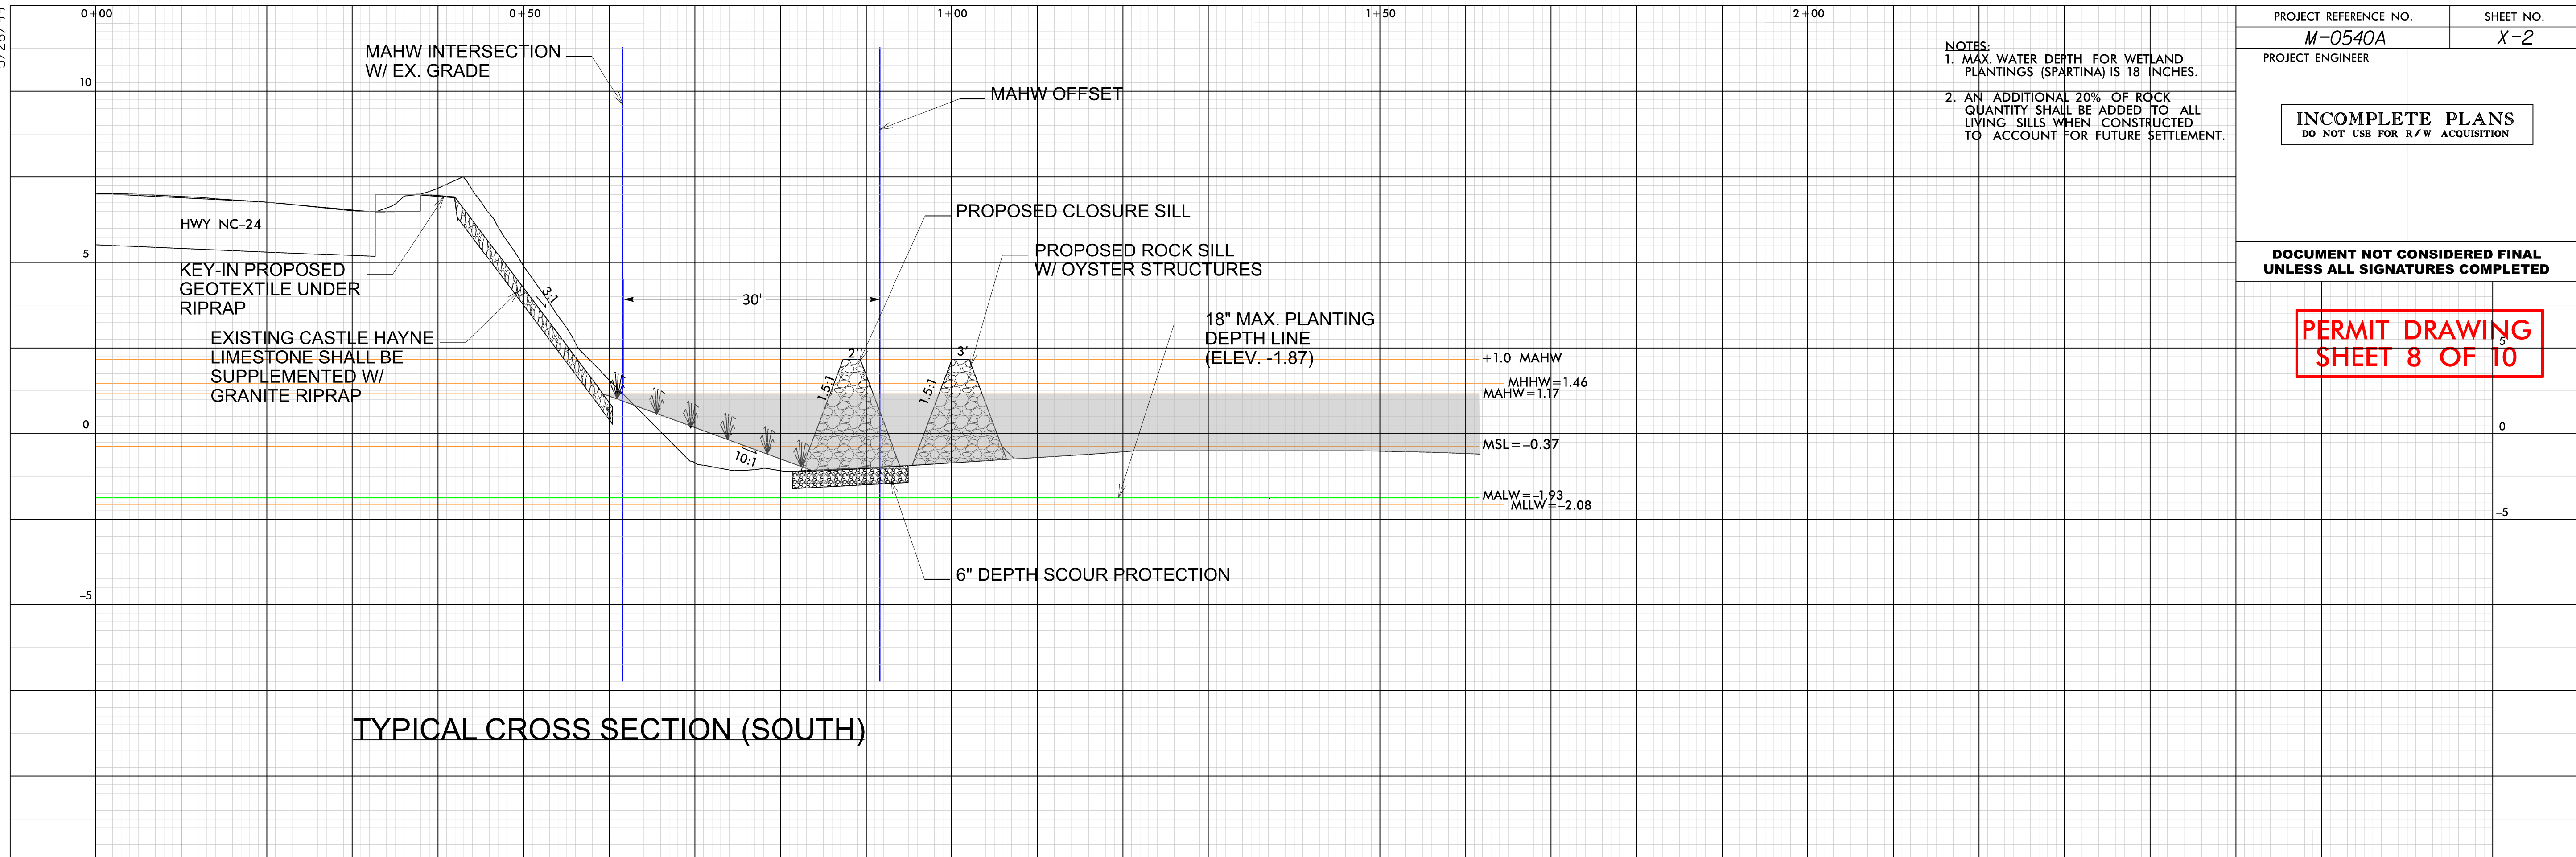 0+00
0+50
1+00
1+50
2+00
PROJECT REFERENCE NO.
SHEET NO.
M-0540A
X-2
PROJECT ENGINEER
INCOMPLETE PLANS
DO NOT USE FOR R/W ACQUISITION
DOCUMENT NOT CONSIDERED FINAL
UNLESS ALL SIGNATURES COMPLETED
PERMIT DRAWING
SHEET 8 OF 10
NOTES:
1. MAX. WATER DEPTH FOR WETLAND
PLANTINGS (SPARTINA) IS 18 INCHES.
2. AN ADDITIONAL 20% OF ROCK
QUANTITY SHALL BE ADDED TO ALL
LIVING SILLS WHEN CONSTRUCTED
TO ACCOUNT FOR FUTURE SETTLEMENT.
MAHW INTERSECTION
W/ EX. GRADE
MAHW OFFSET
10
5
0
-5
HWY NC-24
KEY-IN PROPOSED
GEOTEXTILE UNDER
RIPRAP
EXISTING CASTLE HAYNE
LIMESTONE SHALL BE
SUPPLEMENTED W/
GRANITE RIPRAP
3:1
30'
PROPOSED CLOSURE SILL
PROPOSED ROCK SILL
W/ OYSTER STRUCTURES
18" MAX. PLANTING
DEPTH LINE
(ELEV. -1.87)
2'
3'
1.5:1
1.5:1
10:1
+1.0 MAHW
MHHW=1.46
MAHW=1.17
MSL=-0.37
MALW=-1.93
MLLW=-2.08
6" DEPTH SCOUR PROTECTION
5
0
-5
TYPICAL CROSS SECTION (SOUTH)